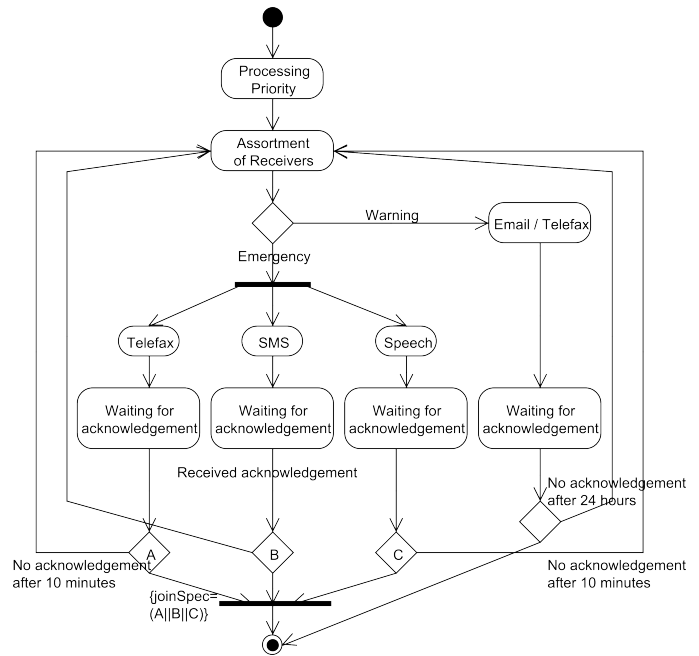 Processing
Priority
Assortment
of Receivers
Warning
Email / Telefax
Emergency
Telefax
SMS
Speech
Waiting for
acknowledgement
Waiting for
acknowledgement
Waiting for
acknowledgement
Waiting for
acknowledgement
Received acknowledgement
No acknowledgement
after 24 hours
A
B
C
No acknowledgement
after 10 minutes
No acknowledgement
after 10 minutes
{joinSpec=
(A||B||C)}